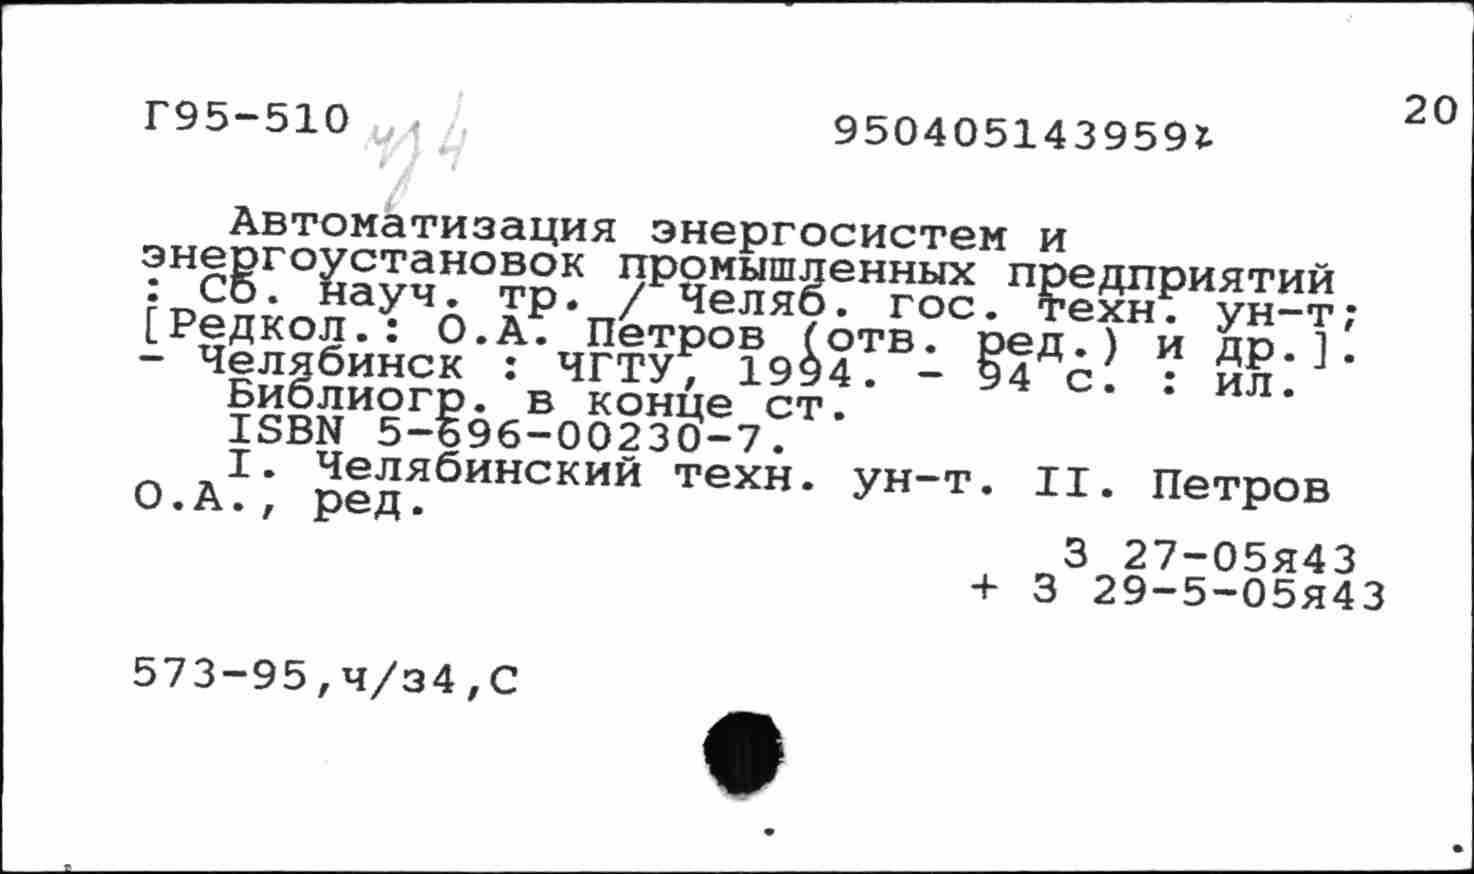 Г95-510 чз4 950405143959г 20
Автоматизация энергосистем и
энергоустановок промышленных предприятий
: Сб. науч. тр. / Челяб. гос. техн. ун-т;
[Редкол.: О.А. Петров (отв. ред.) и др.].
- Челябинск : ЧГТУ, 1994. - 94 с. : ил.
Библиогр. в конце ст.
ISBN 5-696-00230-7.
I. Челябинский техн. ун-т. II. Петров
О.А., ред.
З 27-05я43
+ З 29-5-05я43
573-95,ч/з4,С